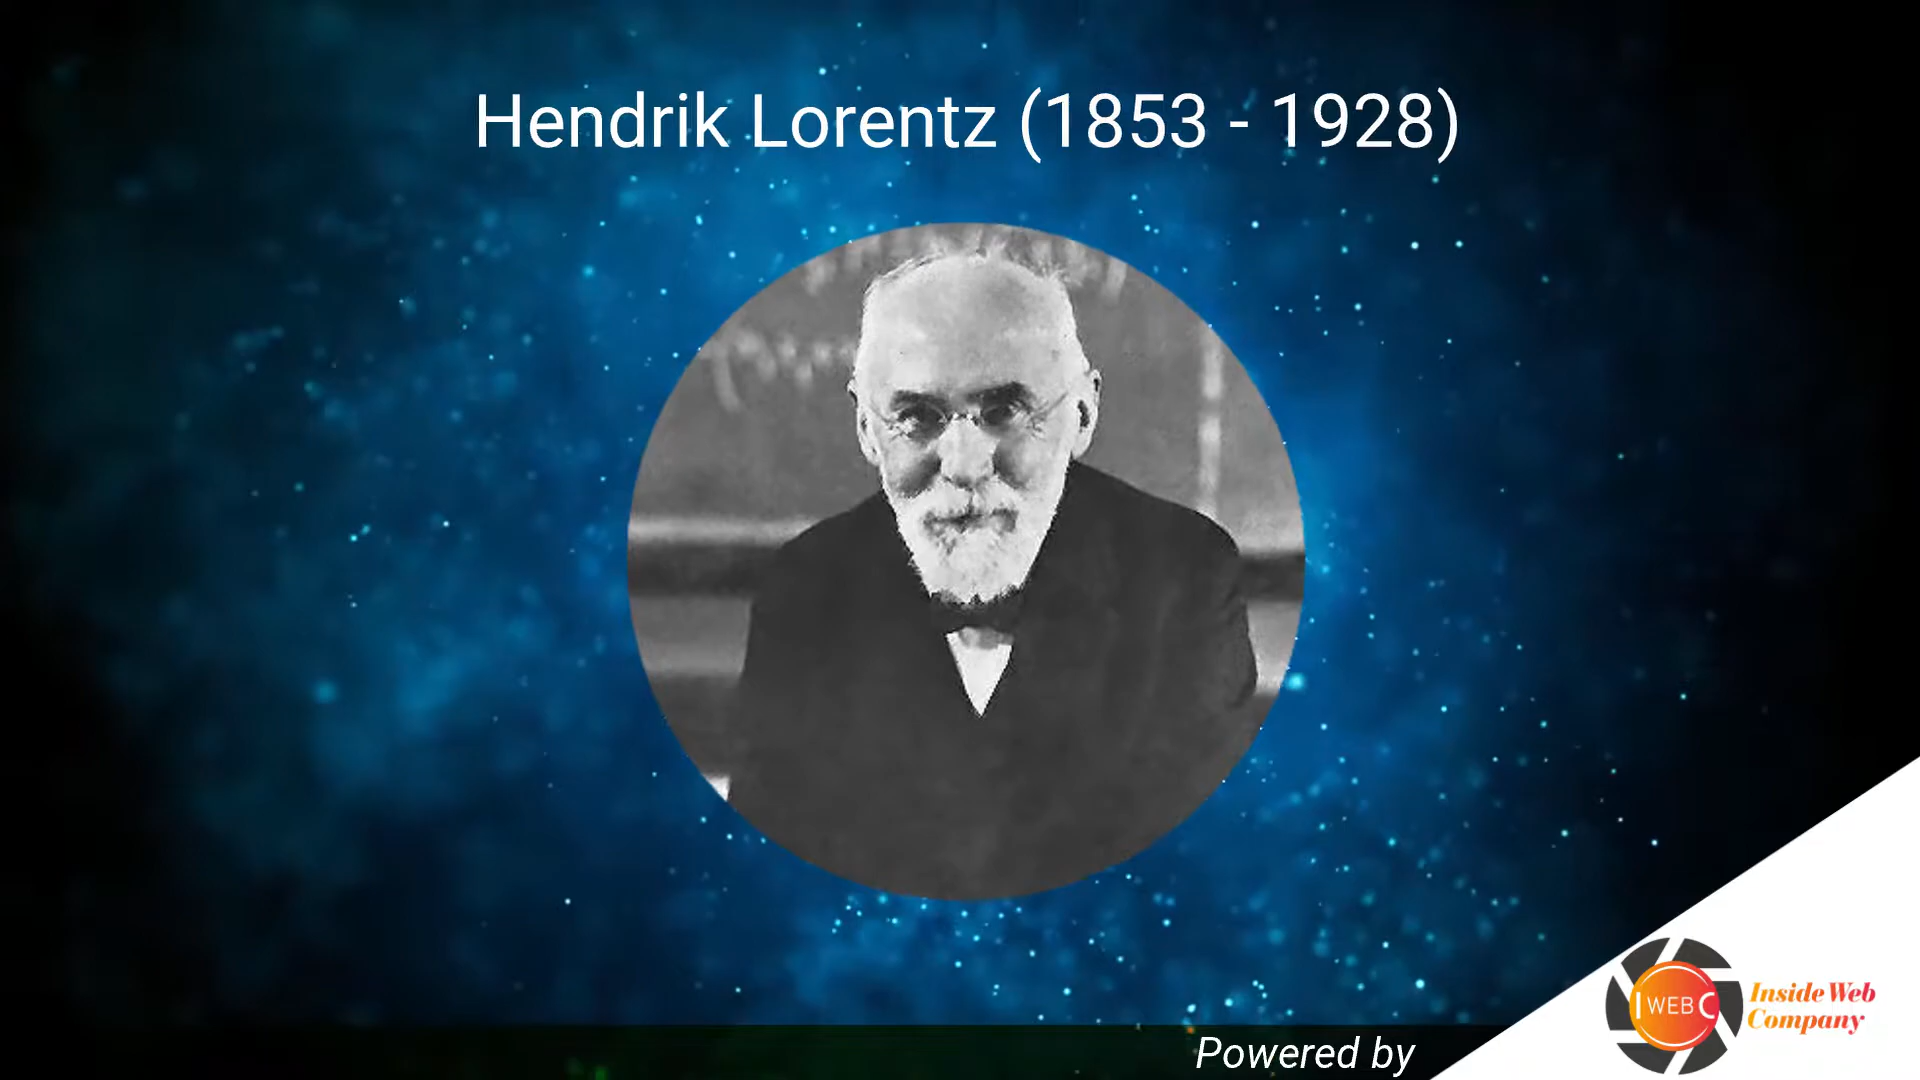 Hendrik Lorentz (1853 - 1928)
Powered by
I WEB C
Inside Web
Company